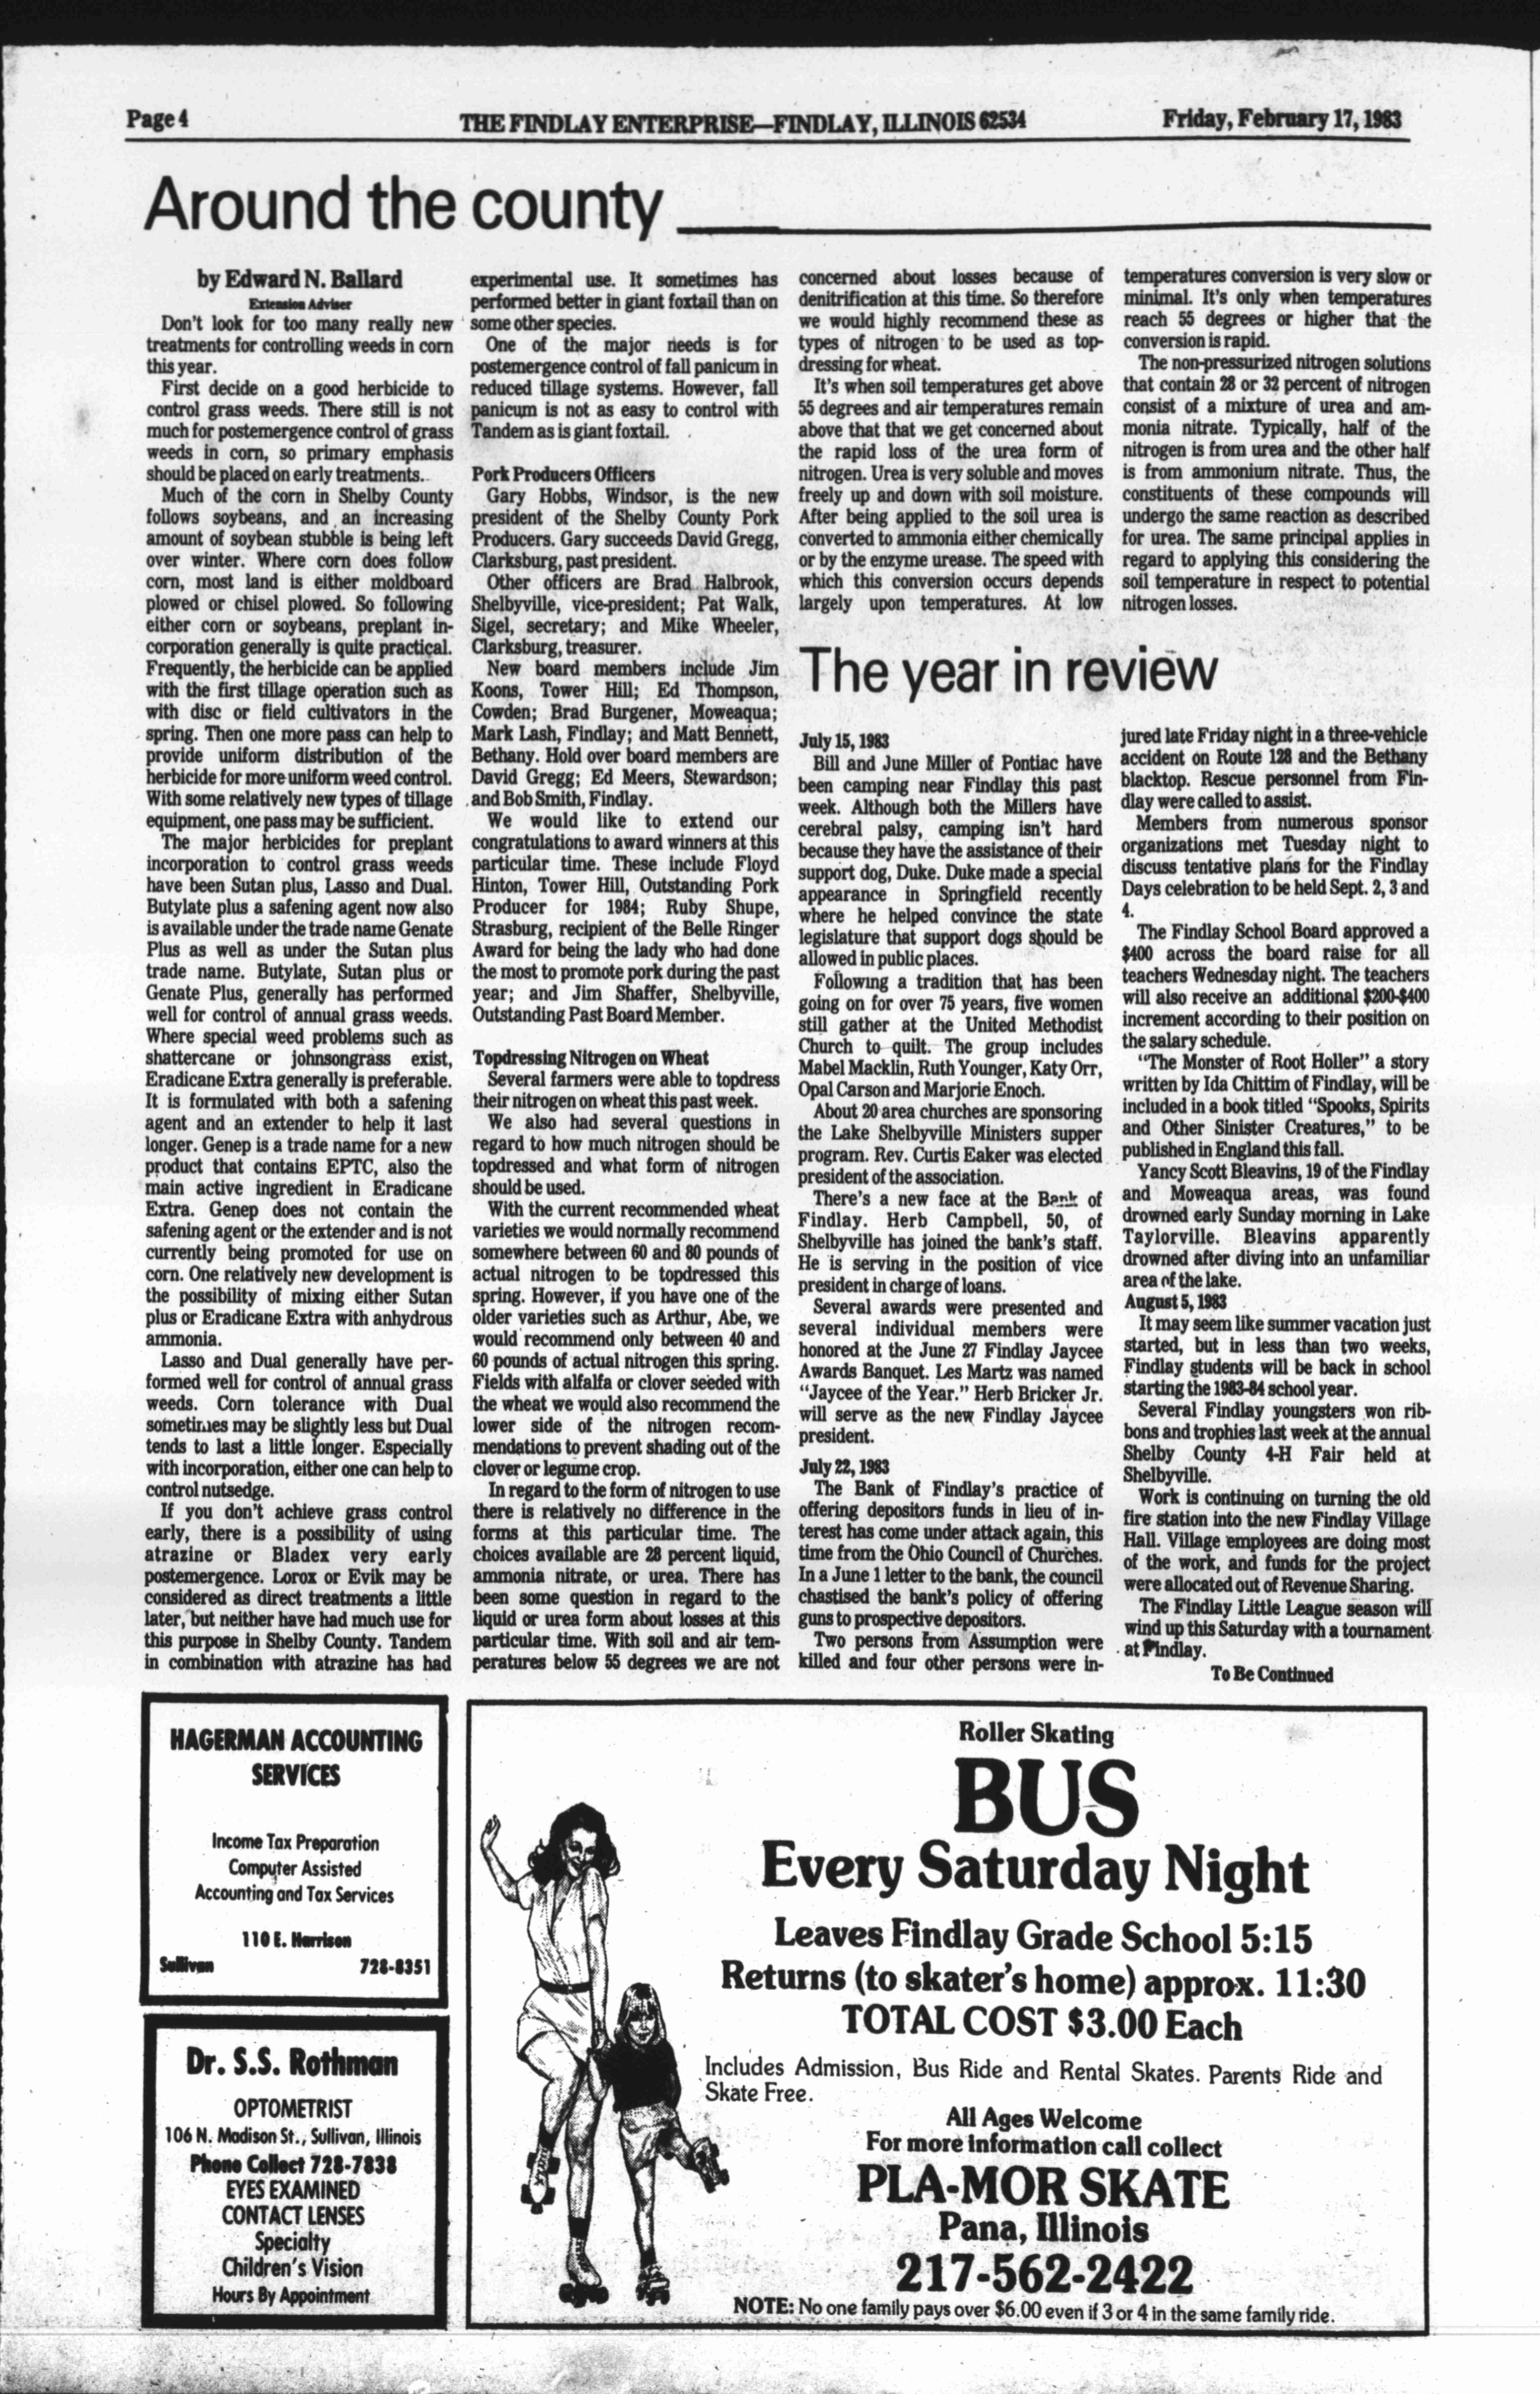 Page 4
THE FINDLAY ENTERPRISE—FINDLAY, ILLINOIS 62534
Friday, February 17, 1983
Around the county
by Edward N. Ballard
Extension Adviser
Don't look for too many really new
treatments for controlling weeds in corn
this year.
First decide on a good herbicide to
control grass weeds. There still is not
much for postemergence control of grass
weeds in corn, so primary emphasis
should be placed on early treatments.
Much of the corn in Shelby County
follows soybeans, and an increasing
amount of soybean stubble is being left
over winter. Where corn does follow
corn, most land is either moldboard
plowed or chisel plowed. So following
either corn or soybeans, preplant in-
corporation generally is quite practical.
Frequently, the herbicide can be applied
with the first tillage operation such as
with disc or field cultivators in the
spring. Then one more pass can help to
provide uniform distribution of the
herbicide for more uniform weed control.
With some relatively new types of tillage
equipment, one pass may be sufficient.
The major herbicides for preplant
incorporation to control grass weeds
have been Sutan plus, Lasso and Dual.
Butylate plus a safening agent now also
is available under the trade name Genate
Plus as well as under the Sutan plus
trade name. Butylate, Sutan plus or
Genate Plus, generally has performed
well for control of annual grass weeds.
Where special weed problems such as
shattercane or johnsongrass exist,
Eradicane Extra generally is preferable.
It is formulated with both a safening
agent and an extender to help it last
longer. Genep is a trade name for a new
product that contains EPTC, also the
main active ingredient in Eradicane
Extra. Genep does not contain the
safening agent or the extender and is not
currently being promoted for use on
corn. One relatively new development is
the possibility of mixing either Sutan
plus or Eradicane Extra with anhydrous
ammonia.
Lasso and Dual generally have per-
formed well for control of annual grass
weeds. Corn tolerance with Dual
sometimes may be slightly less but Dual
tends to last a little longer. Especially
with incorporation, either one can help to
control nutsedge.
If you don't achieve grass control
early, there is a possibility of using
atrazine or Bladex very early
postemergence. Lorox or Evik may be
considered as direct treatments a little
later, but neither have had much use for
this purpose in Shelby County. Tandem
in combination with atrazine has had
experimental use. It sometimes has
performed better in giant foxtail than on
some other species.
One of the major needs is for
postemergence control of fall panicum in
reduced tillage systems. However, fall
panicum is not as easy to control with
Tandem as is giant foxtail.
Pork Producers Officers
Gary Hobbs, Windsor, is the new
president of the Shelby County Pork
Producers. Gary succeeds David Gregg,
Clarksburg, past president.
Other officers are Brad Halbrook,
Shelbyville, vice-president; Pat Walk,
Sigel, secretary; and Mike Wheeler,
Clarksburg, treasurer.
New board members include Jim
Koons, Tower Hill; Ed Thompson,
Cowden; Brad Burgener, Moweaqua;
Mark Lash, Findlay; and Matt Bennett,
Bethany. Hold over board members are
David Gregg; Ed Meers, Stewardson;
and Bob Smith, Findlay.
We would like to extend our
congratulations to award winners at this
particular time. These include Floyd
Hinton, Tower Hill, Outstanding Pork
Producer for 1984; Ruby Shupe,
Strasburg, recipient of the Belle Ringer
Award for being the lady who had done
the most to promote pork during the past
year; and Jim Shaffer, Shelbyville,
Outstanding Past Board Member.
Topdressing Nitrogen on Wheat
Several farmers were able to topdress
their nitrogen on wheat this past week.
We also had several questions in
regard to how much nitrogen should be
topdressed and what form of nitrogen
should be used.
With the current recommended wheat
varieties we would normally recommend
somewhere between 60 and 80 pounds of
actual nitrogen to be topdressed this
spring. However, if you have one of the
older varieties such as Arthur, Abe, we
would recommend only between 40 and
60 pounds of actual nitrogen this spring.
Fields with alfalfa or clover seeded with
the wheat we would also recommend the
lower side of the nitrogen recom-
mendations to prevent shading out of the
clover or legume crop.
In regard to the form of nitrogen to use
there is relatively no difference in the
forms at this particular time. The
choices available are 28 percent liquid,
ammonia nitrate, or urea. There has
been some question in regard to the
liquid or urea form about losses at this
particular time. With soil and air tem-
peratures below 55 degrees we are not
concerned about losses because of
denitrification at this time. So therefore
we would highly recommend these as
types of nitrogen to be used as top-
dressing for wheat.
It's when soil temperatures get above
55 degrees and air temperatures remain
above that that we get concerned about
the rapid loss of the urea form of
nitrogen. Urea is very soluble and moves
freely up and down with soil moisture.
After being applied to the soil urea is
converted to ammonia either chemically
or by the enzyme urease. The speed with
which this conversion occurs depends
largely upon temperatures. At low
temperatures conversion is very slow or
minimal. It's only when temperatures
reach 55 degrees or higher that the
conversion is rapid.
The non-pressurized nitrogen solutions
that contain 28 or 32 percent of nitrogen
consist of a mixture of urea and am-
monia nitrate. Typically, half of the
nitrogen is from urea and the other half
is from ammonium nitrate. Thus, the
constituents of these compounds will
undergo the same reaction as described
for urea. The same principal applies in
regard to applying this considering the
soil temperature in respect to potential
nitrogen losses.
The year in review
July 15, 1983
Bill and June Miller of Pontiac have
been camping near Findlay this past
week. Although both the Millers have
cerebral palsy, camping isn't hard
because they have the assistance of their
support dog, Duke. Duke made a special
appearance in Springfield recently
where he helped convince the state
legislature that support dogs should be
allowed in public places.
Following a tradition that has been
going on for over 75 years, five women
still gather at the United Methodist
Church to quilt. The group includes
Mabel Macklin, Ruth Younger, Katy Orr,
Opal Carson and Marjorie Enoch.
About 20 area churches are sponsoring
the Lake Shelbyville Ministers supper
program. Rev. Curtis Eaker was elected
president of the association.
There's a new face at the Bank of
Findlay. Herb Campbell, 50, of
Shelbyville has joined the bank's staff.
He is serving in the position of vice
president in charge of loans.
Several awards were presented and
several individual members were
honored at the June 27 Findlay Jaycee
Awards Banquet. Les Martz was named
"Jaycee of the Year." Herb Bricker Jr.
will serve as the new Findlay Jaycee
president.
July 22, 1983
The Bank of Findlay's practice of
offering depositors funds in lieu of in-
terest has come under attack again, this
time from the Ohio Council of Churches.
In a June 1 letter to the bank, the council
chastised the bank's policy of offering
guns to prospective depositors.
Two persons from Assumption were
killed and four other persons were in-
jured late Friday night in a three-vehicle
accident on Route 128 and the Bethany
blacktop. Rescue personnel from Fin-
dlay were called to assist.
Members from numerous sponsor
organizations met Tuesday night to
discuss tentative plans for the Findlay
Days celebration to be held Sept. 2, 3 and
4.
The Findlay School Board approved a
$400 across the board raise for all
teachers Wednesday night. The teachers
will also receive an additional $200-$400
increment according to their position on
the salary schedule.
"The Monster of Root Holler" a story
written by Ida Chittim of Findlay, will be
included in a book titled "Spooks, Spirits
and Other Sinister Creatures," to be
published in England this fall.
Yancy Scott Bleavins, 19 of the Findlay
and Moweaqua areas, was found
drowned early Sunday morning in Lake
Taylorville. Bleavins apparently
drowned after diving into an unfamiliar
area of the lake.
August 5, 1983
It may seem like summer vacation just
started, but in less than two weeks,
Findlay students will be back in school
starting the 1983-84 school year.
Several Findlay youngsters won rib-
bons and trophies last week at the annual
Shelby County 4-H Fair held at
Shelbyville.
Work is continuing on turning the old
fire station into the new Findlay Village
Hall. Village employees are doing most
of the work, and funds for the project
were allocated out of Revenue Sharing.
The Findlay Little League season will
wind up this Saturday with a tournament
at Findlay.
To Be Continued
HAGERMAN ACCOUNTING
SERVICES
Income Tax Preparation
Computer Assisted
Accounting and Tax Services
110 E. Harrison
Sullivan 728-8351
Dr. S.S. Rothman
OPTOMETRIST
106 N. Madison St., Sullivan, Illinois
Phone Collect 728-7838
EYES EXAMINED
CONTACT LENSES
Specialty
Children's Vision
Hours By Appointment
Roller Skating
BUS
Every Saturday Night
Leaves Findlay Grade School 5:15
Returns (to skater's home) approx. 11:30
TOTAL COST $3.00 Each
Includes Admission, Bus Ride and Rental Skates. Parents Ride and
Skate Free.
All Ages Welcome
For more information call collect
PLA-MOR SKATE
Pana, Illinois
217-562-2422
NOTE: No one family pays over $6.00 even if 3 or 4 in the same family ride.